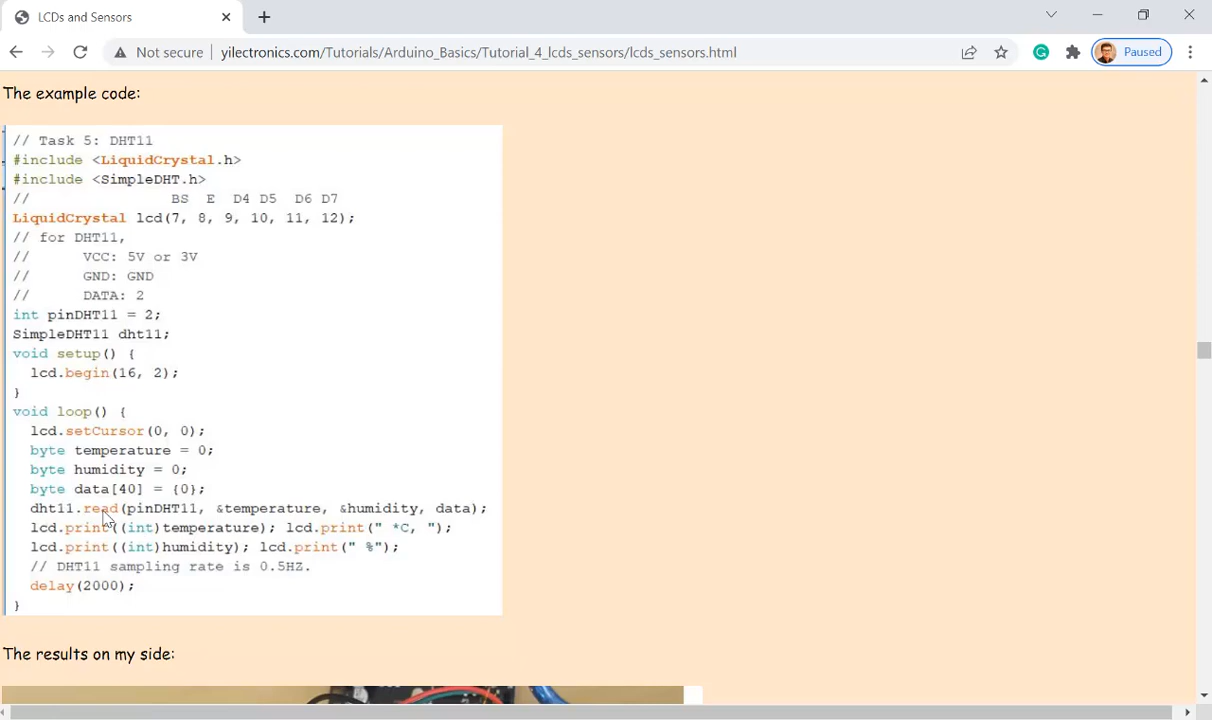 LCDs and Sensors
Not secure
yilectronics.com/Tutorials/Arduino_Basics/Tutorial_4_lcds_sensors/lcds_sensors.html
Paused
The example code:
// Task 5: DHT11
#include <LiquidCrystal.h>
#include <SimpleDHT.h>
// BS E D4 D5 D6 D7
LiquidCrystal lcd(7, 8, 9, 10, 11, 12);
// for DHT11,
// VCC: 5V or 3V
// GND: GND
// DATA: 2
int pinDHT11 = 2;
SimpleDHT11 dht11;
void setup() {
lcd.begin(16, 2);
}
void loop() {
lcd.setCursor(0, 0);
byte temperature = 0;
byte humidity = 0;
byte data[40] = {0};
dht11.read(pinDHT11, &temperature, &humidity, data);
lcd.print((int)temperature); lcd.print(" *C, ");
lcd.print((int)humidity); lcd.print(" %");
// DHT11 sampling rate is 0.5HZ.
delay(2000);
}
The results on my side: